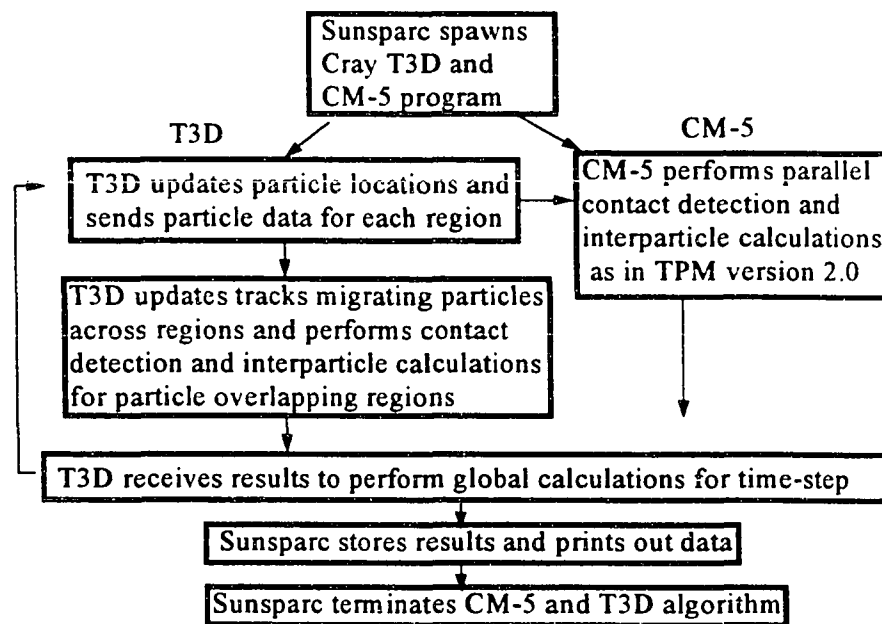 Sunsparc spawns
Cray T3D and
CM-5 program
T3D
CM-5
T3D updates particle locations and
sends particle data for each region
CM-5 performs parallel
contact detection and
interparticle calculations
as in TPM version 2.0
T3D updates tracks migrating particles
across regions and performs contact
detection and interparticle calculations
for particle overlapping regions
T3D receives results to perform global calculations for time-step
Sunsparc stores results and prints out data
Sunsparc terminates CM-5 and T3D algorithm